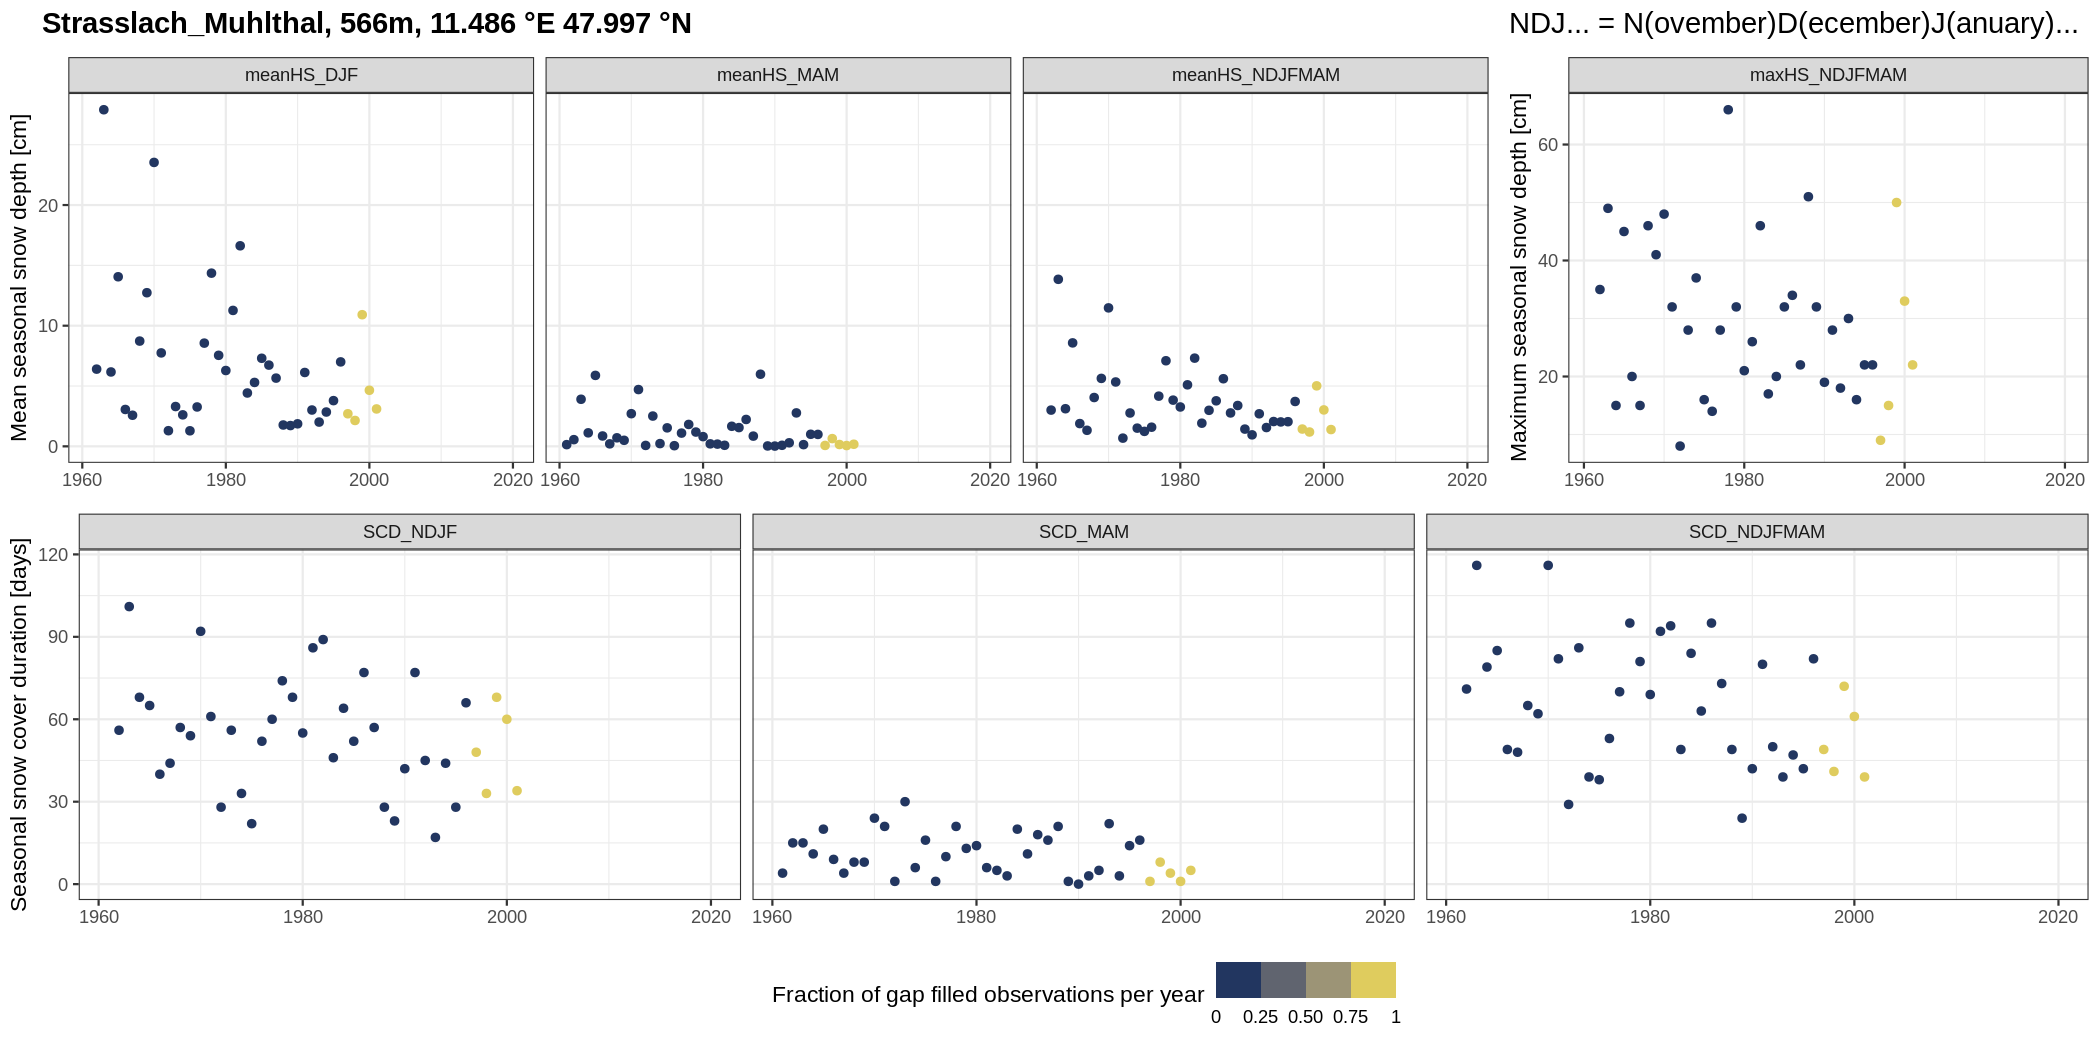 Strasslach_Muhlthal, 566m, 11.486 °E 47.997 °N
NDJ... = N(ovember)D(ecember)J(anuary)...
meanHS_DJF
meanHS_MAM
meanHS_NDJFMAM
maxHS_NDJFMAM
Mean seasonal snow depth [cm]
20
10
0
1960 1980 2000 2020
1960 1980 2000 2020
1960 1980 2000 2020
Maximum seasonal snow depth [cm]
60
40
20
1960 1980 2000 2020
SCD_NDJF
SCD_MAM
SCD_NDJFMAM
Seasonal snow cover duration [days]
120
90
60
30
0
1960 1980 2000 2020
1960 1980 2000 2020
1960 1980 2000 2020
Fraction of gap filled observations per year
0 0.25 0.50 0.75 1